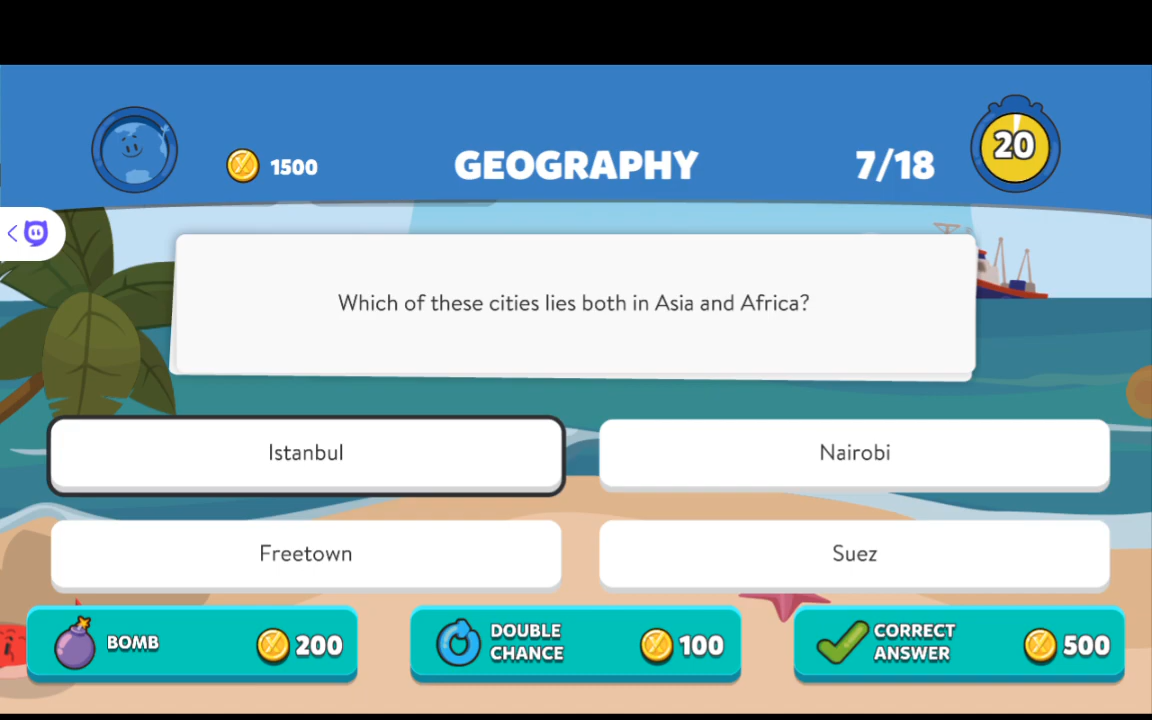 1500
GEOGRAPHY
7/18
20
Which of these cities lies both in Asia and Africa?
Istanbul
Nairobi
Freetown
Suez
BOMB
200
DOUBLE
CHANCE
100
CORRECT
ANSWER
500